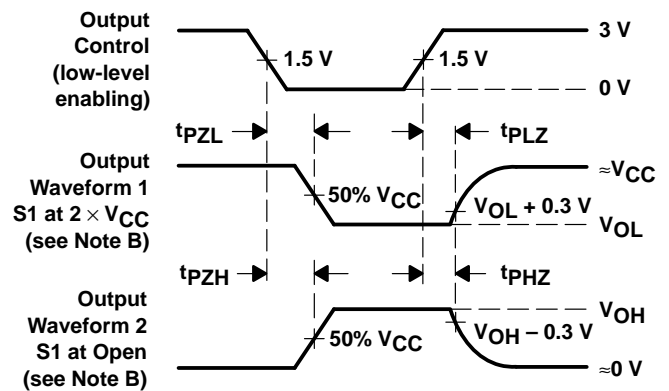 Output
Control
(low-level
enabling)
3 V
1.5 V
1.5 V
0 V
tPZL
tPLZ
Output
Waveform 1
S1 at 2 × VCC
(see Note B)
≈VCC
50% VCC
VOL + 0.3 V
VOL
tPZH
tPHZ
Output
Waveform 2
S1 at Open
(see Note B)
VOH
50% VCC
VOH − 0.3 V
≈0 V